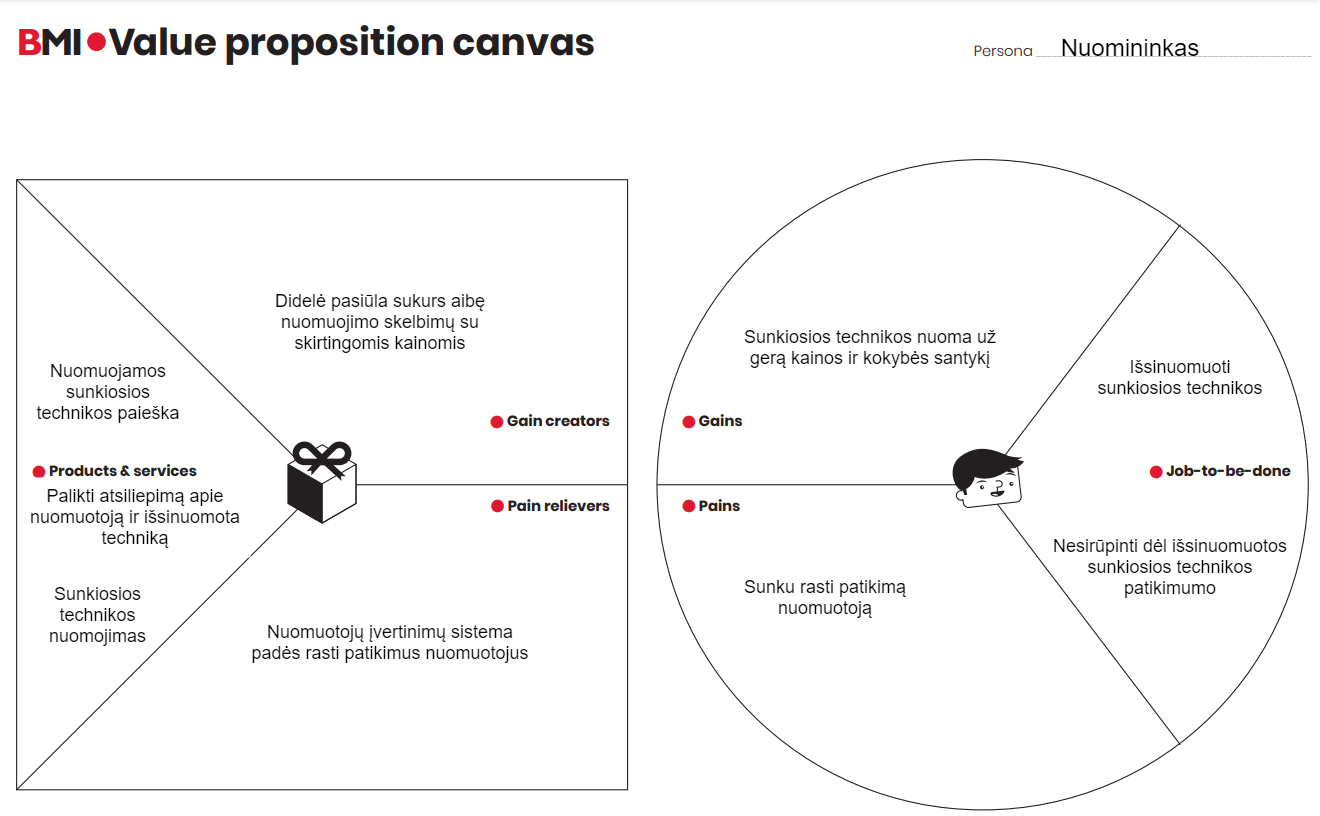 BMI Value proposition canvas
Persona Nuomininkas
Didelė pasiūla sukurs aibę
nuomuojimo skelbimų su
skirtingomis kainomis
Nuomuojamos
sunkiosios
technikos paieška
Gain creators
Products & services
Palikti atsiliepimą apie
nuomuotoją ir išsinuomota
techniką
Pain relievers
Sunkiosios
technikos
nuomojimas
Nuomuotojų įvertinimų sistema
padės rasti patikimus nuomuotojus
Sunkiosios technikos nuoma už
gerą kainos ir kokybės santykį
Gains
Išsinuomuoti
sunkiosios technikos
Job-to-be-done
Pains
Sunku rasti patikimą
nuomuotoją
Nesirūpinti dėl išsinuomuotos
sunkiosios technikos
patikimumo